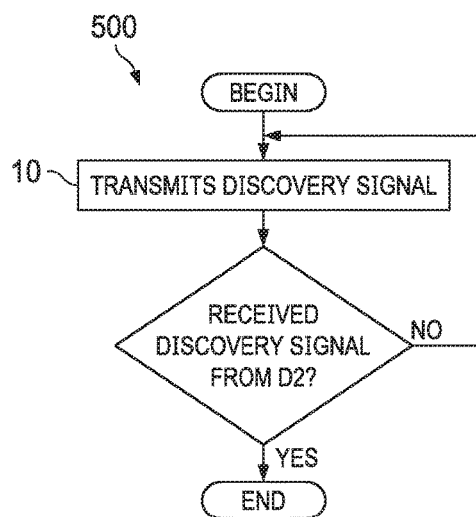 500
BEGIN
10
TRANSMITS DISCOVERY SIGNAL
RECEIVED
DISCOVERY SIGNAL
FROM D2?
NO
YES
END